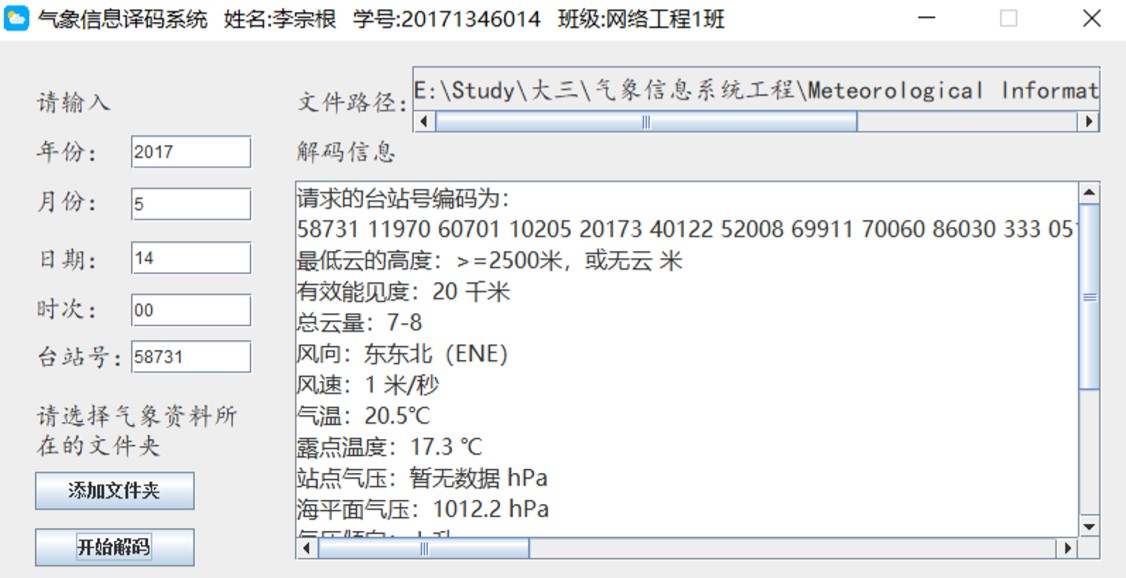 气象信息译码系统 姓名:李宗根 学号:20171346014 班级:网络工程1班
请输入
文件路径: E:\Study\大三\气象信息系统工程\Meteorological Informat
年份: 2017
解码信息
月份: 5
日期: 14
时次: 00
台站号: 58731
请选择气象资料所
在的文件夹
添加文件夹
开始解码
请求的台站号编码为:
58731 11970 60701 10205 20173 40122 52008 69911 70060 86030 333 05
最低云的高度: >=2500米，或无云 米
有效能见度: 20 千米
总云量: 7-8
风向: 东东北（ENE）
风速: 1 米/秒
气温: 20.5℃
露点温度: 17.3 ℃
站点气压: 暂无数据 hPa
海平面气压: 1012.2 hPa